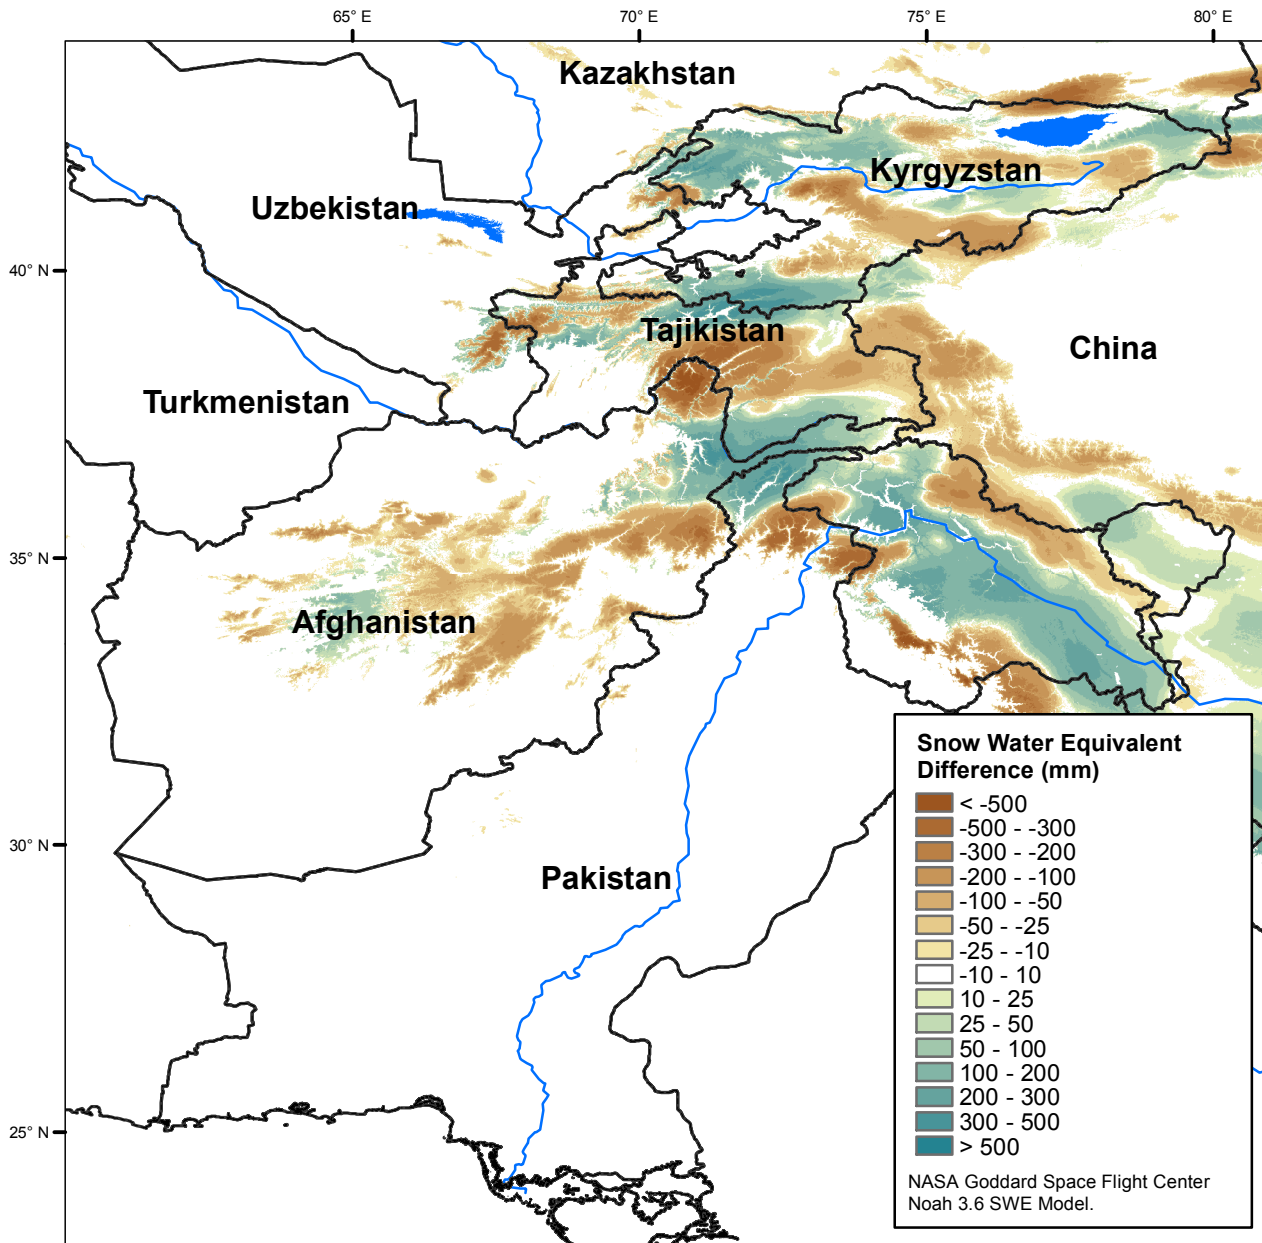 65° E
70° E
75° E
80° E
Kazakhstan
Kyrgyzstan
Uzbekistan
40° N
Tajikistan
China
Turkmenistan
35° N
Afghanistan
30° N
Pakistan
25° N
Snow Water Equivalent
Difference (mm)
< -500
-500 - -300
-300 - -200
-200 - -100
-100 - -50
-50 - -25
-25 - -10
-10 - 10
10 - 25
25 - 50
50 - 100
100 - 200
200 - 300
300 - 500
> 500
NASA Goddard Space Flight Center
Noah 3.6 SWE Model.